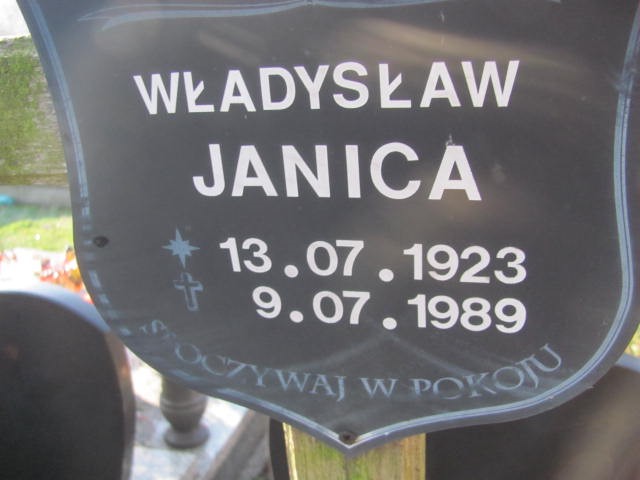 WŁADYSŁAW
JANICA
13.07.1923
9.07.1989
SPOCZYWAJ W POKOJU